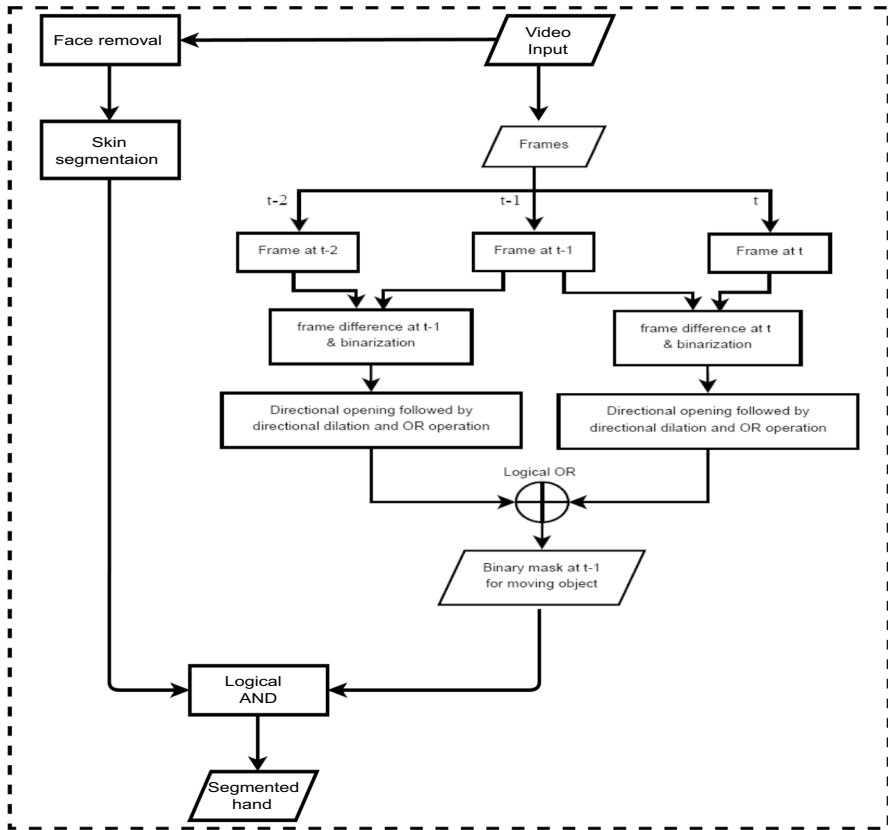 Face removal
Video
Input
Skin
segmentaion
Frames
t-2
t-1
t
Frame at t-2
Frame at t-1
Frame at t
frame difference at t-1
& binarization
frame difference at t
& binarization
Directional opening followed by
directional dilation and OR operation
Directional opening followed by
directional dilation and OR operation
Logical OR
Binary mask at t-1
for moving object
Logical
AND
Segmented
hand